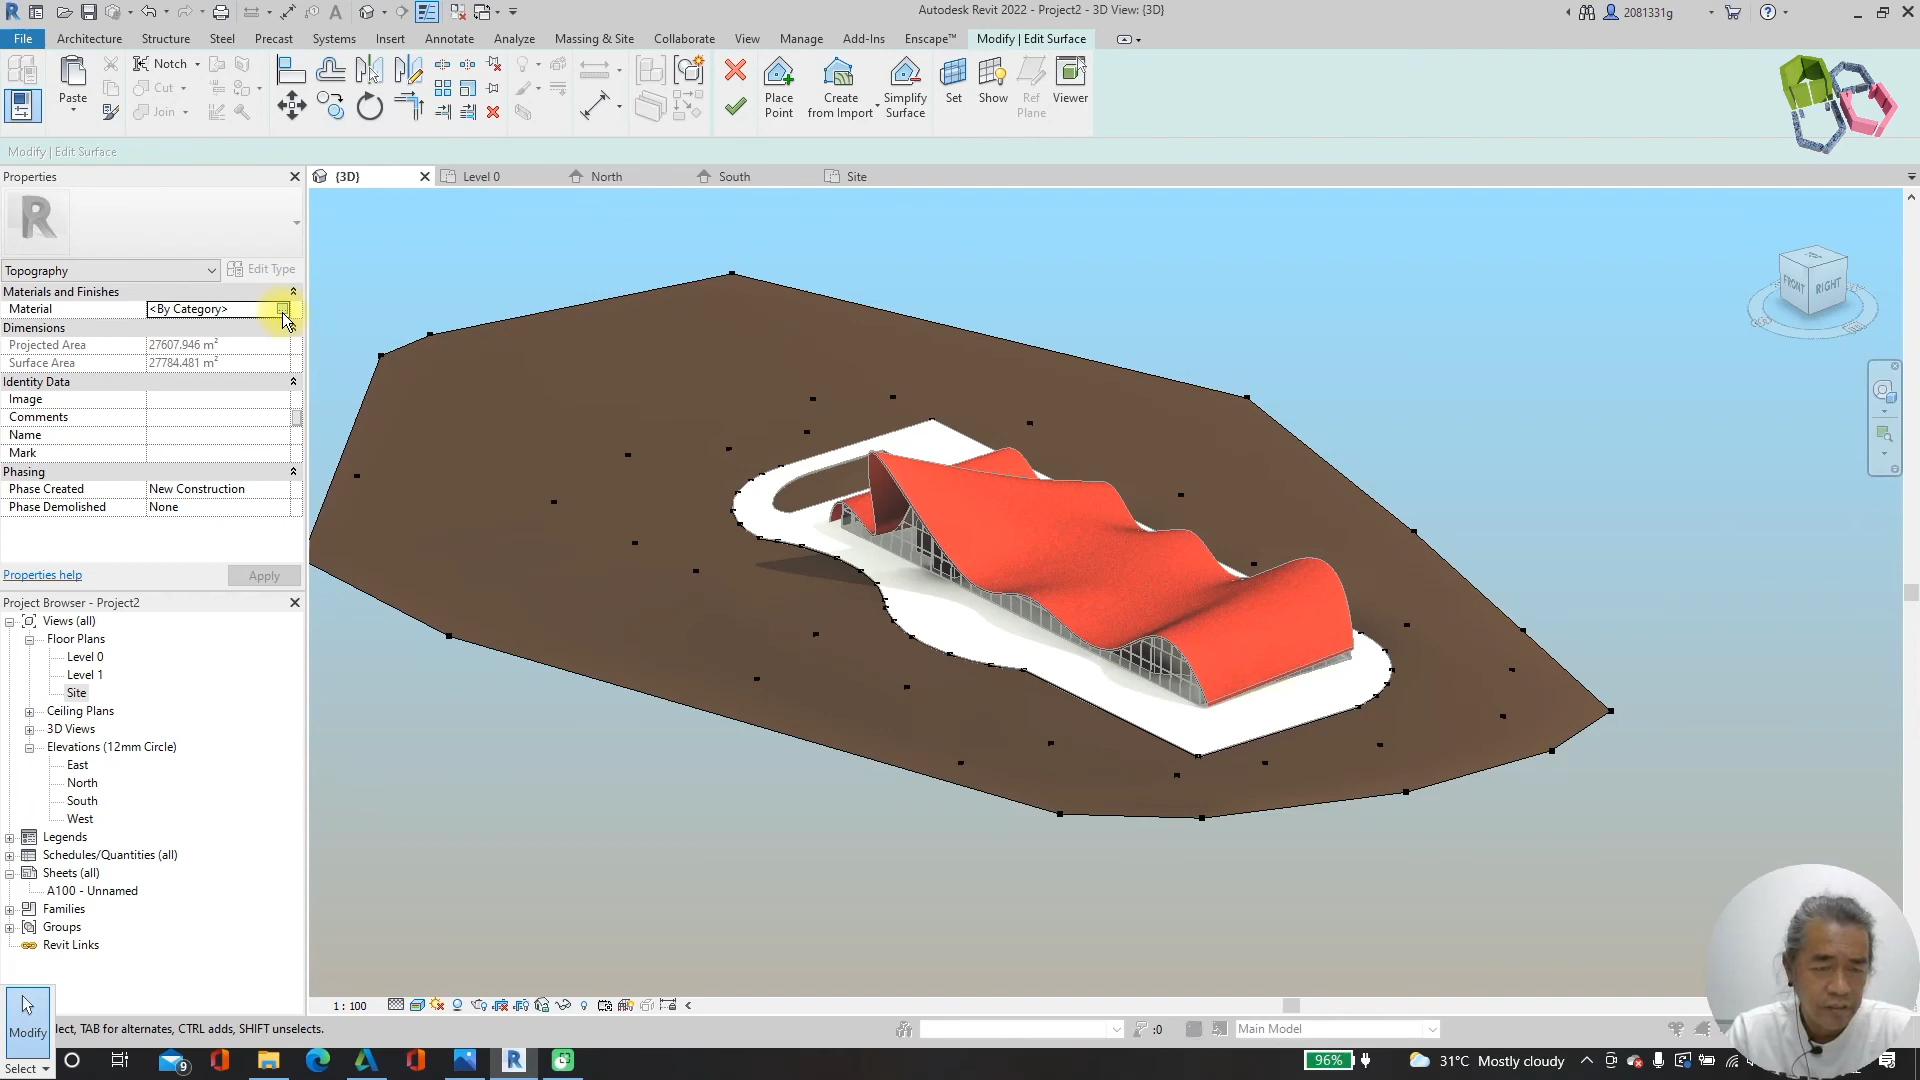 Autodesk Revit 2022 - Project2 - 3D View: {3D}
2081331g
File Architecture Structure Steel Precast Systems Insert Annotate Analyze Massing & Site Collaborate View Manage Add-Ins Enscape™ Modify | Edit Surface
Paste
Notch
Cut
Join
Place Point
Create from Import
Simplify Surface
Set
Show
Ref Plane
Viewer
Modify | Edit Surface
Properties
{3D}
Level 0
North
South
Site
R
Topography
Edit Type
Materials and Finishes
Material <By Category>
Dimensions
Projected Area 27607.946 m²
Surface Area 27784.481 m²
Identity Data
Image
Comments
Name
Mark
Phasing
Phase Created New Construction
Phase Demolished None
Properties help
Apply
FRONT
RIGHT
Project Browser - Project2
Views (all)
Floor Plans
Level 0
Level 1
Site
Ceiling Plans
3D Views
Elevations (12mm Circle)
East
North
South
West
Legends
Schedules/Quantities (all)
Sheets (all)
A100 - Unnamed
Families
Groups
Revit Links
1 : 100
Modify
lect, TAB for alternates, CTRL adds, SHIFT unselects.
:0
Main Model
Select
9
96%
31°C Mostly cloudy